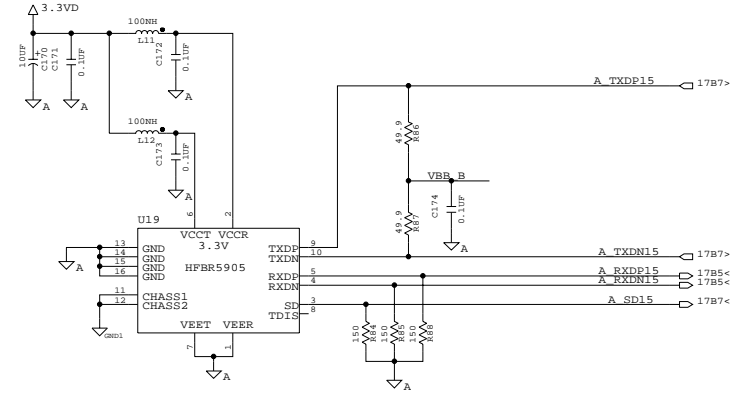 3.3VD
100NH
L11
10UF
C170
C171
0.1UF
C172
0.1UF
A
A
A
100NH
L12
C173
0.1UF
A
A_TXDP15
17B7>
49.9
R86
VBB_B
C174
0.1UF
49.9
R87
A
6
2
U19
VCCT VCCR
3.3V
HFBR5905
13 GND
14 GND
15 GND
16 GND
A
11 CHASS1
12 CHASS2
GND1
TXDP 9
TXDN 10
A_TXDN15
17B7>
RXDP 5
A_RXDP15
17B5<
RXDN 4
A_RXDN15
17B5<
SD 3
A_SD15
17B7<
TDIS 8
VEET VEER
7
1
A
150
R84
150
R85
150
R88
A